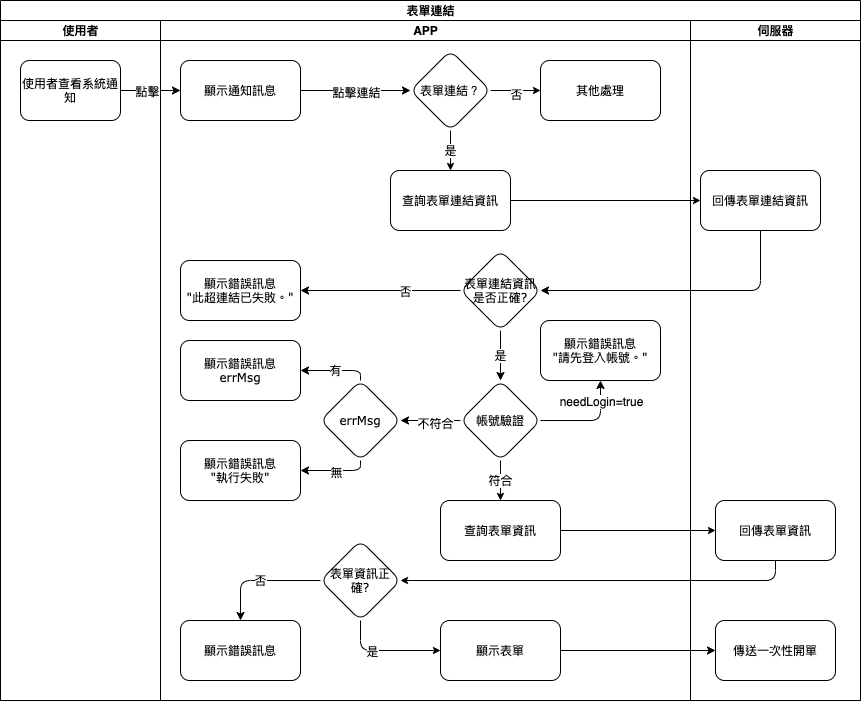 表單連結
使用者
APP
伺服器
使用者查看系統通
知
點擊
顯示通知訊息
點擊連結
表單連結？
否
其他處理
是
查詢表單連結資訊
回傳表單連結資訊
顯示錯誤訊息
"此超連結已失敗。"
否
表單連結資訊
是否正確?
是
顯示錯誤訊息
"請先登入帳號。"
needLogin=true
顯示錯誤訊息
errMsg
有
errMsg
不符合
帳號驗證
顯示錯誤訊息
"執行失敗"
無
符合
查詢表單資訊
回傳表單資訊
表單資訊正
確?
否
顯示錯誤訊息
是
顯示表單
傳送一次性開單